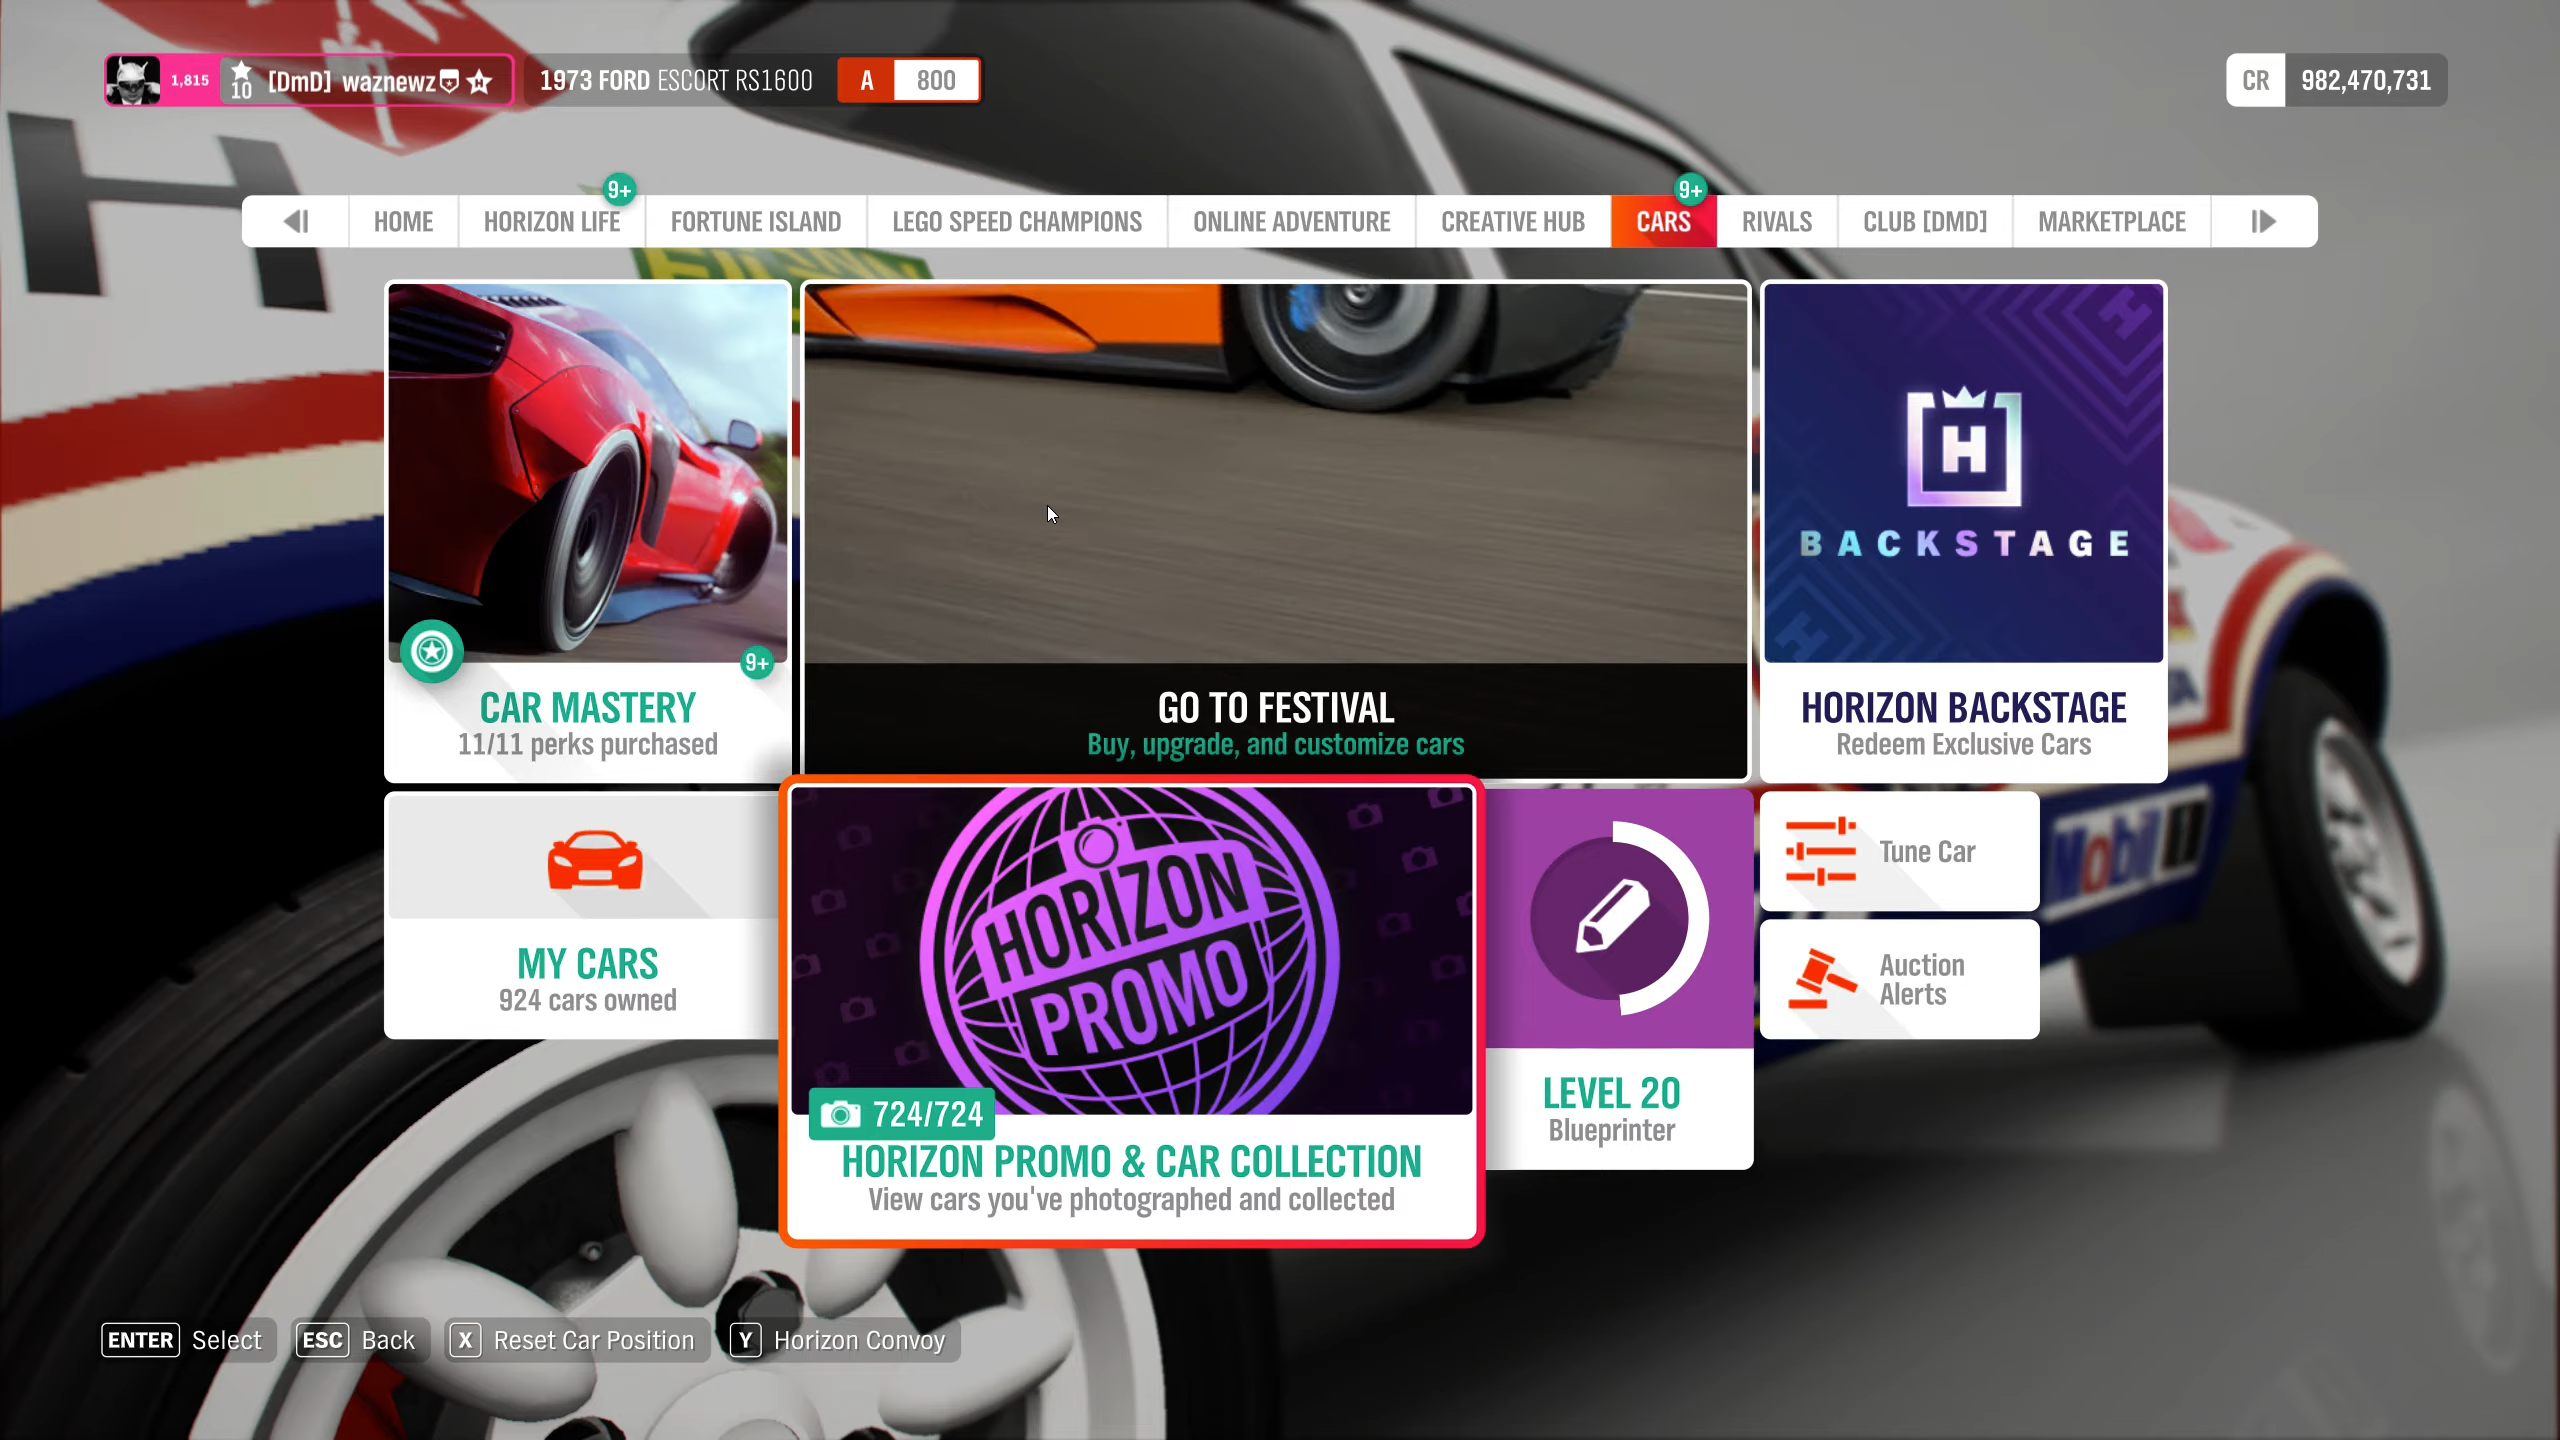 1,815
10
[DmD] waznewz
1973 FORD ESCORT RS1600
A 800
CR 982,470,731
9+
9+
HOME
HORIZON LIFE
FORTUNE ISLAND
LEGO SPEED CHAMPIONS
ONLINE ADVENTURE
CREATIVE HUB
CARS
RIVALS
CLUB [DMD]
MARKETPLACE
H
CAR MASTERY
9+
11/11 perks purchased
GO TO FESTIVAL
Buy, upgrade, and customize cars
H
BACKSTAGE
HORIZON BACKSTAGE
Redeem Exclusive Cars
MY CARS
924 cars owned
HORIZON
PROMO
724/724
HORIZON PROMO & CAR COLLECTION
View cars you've photographed and collected
LEVEL 20
Blueprinter
Tune Car
Auction
Alerts
Mobil 1
ENTER Select
ESC Back
X Reset Car Position
Y Horizon Convoy